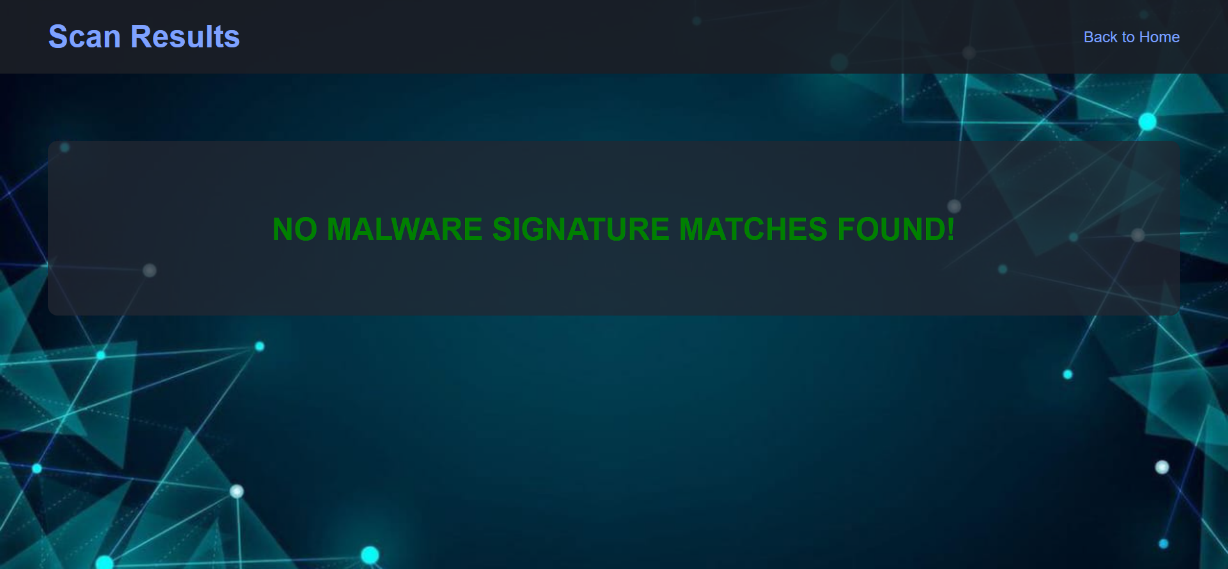 Scan Results
Back to Home
NO MALWARE SIGNATURE MATCHES FOUND!